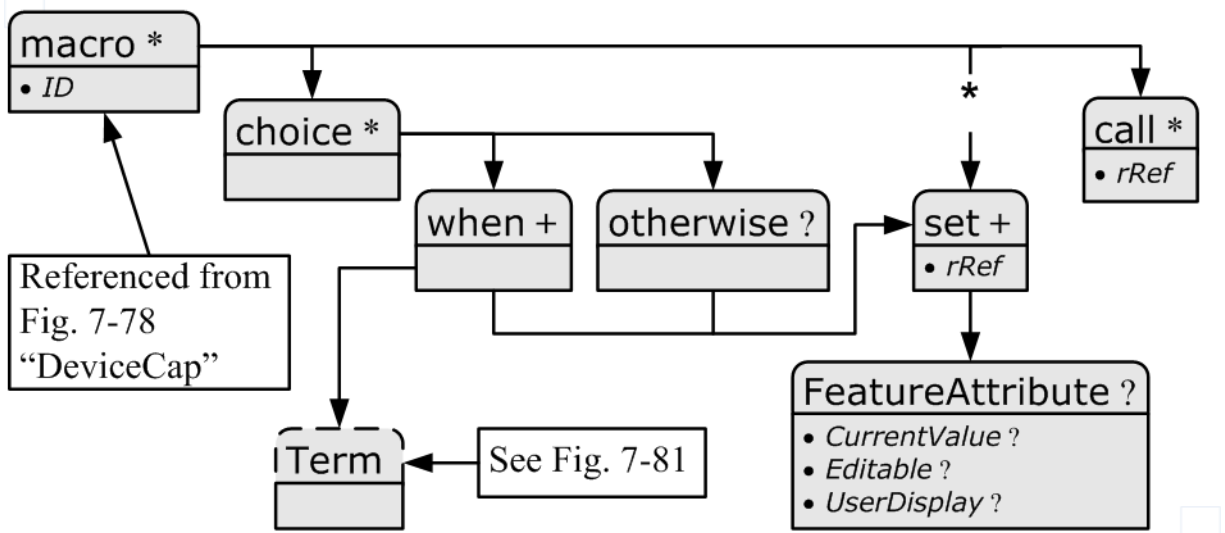 macro *
• ID
choice *
*
call *
• rRef
when +
otherwise ?
set +
• rRef
Referenced from
Fig. 7-78
“DeviceCap”
FeatureAttribute ?
• CurrentValue ?
• Editable ?
• UserDisplay ?
Term
See Fig. 7-81